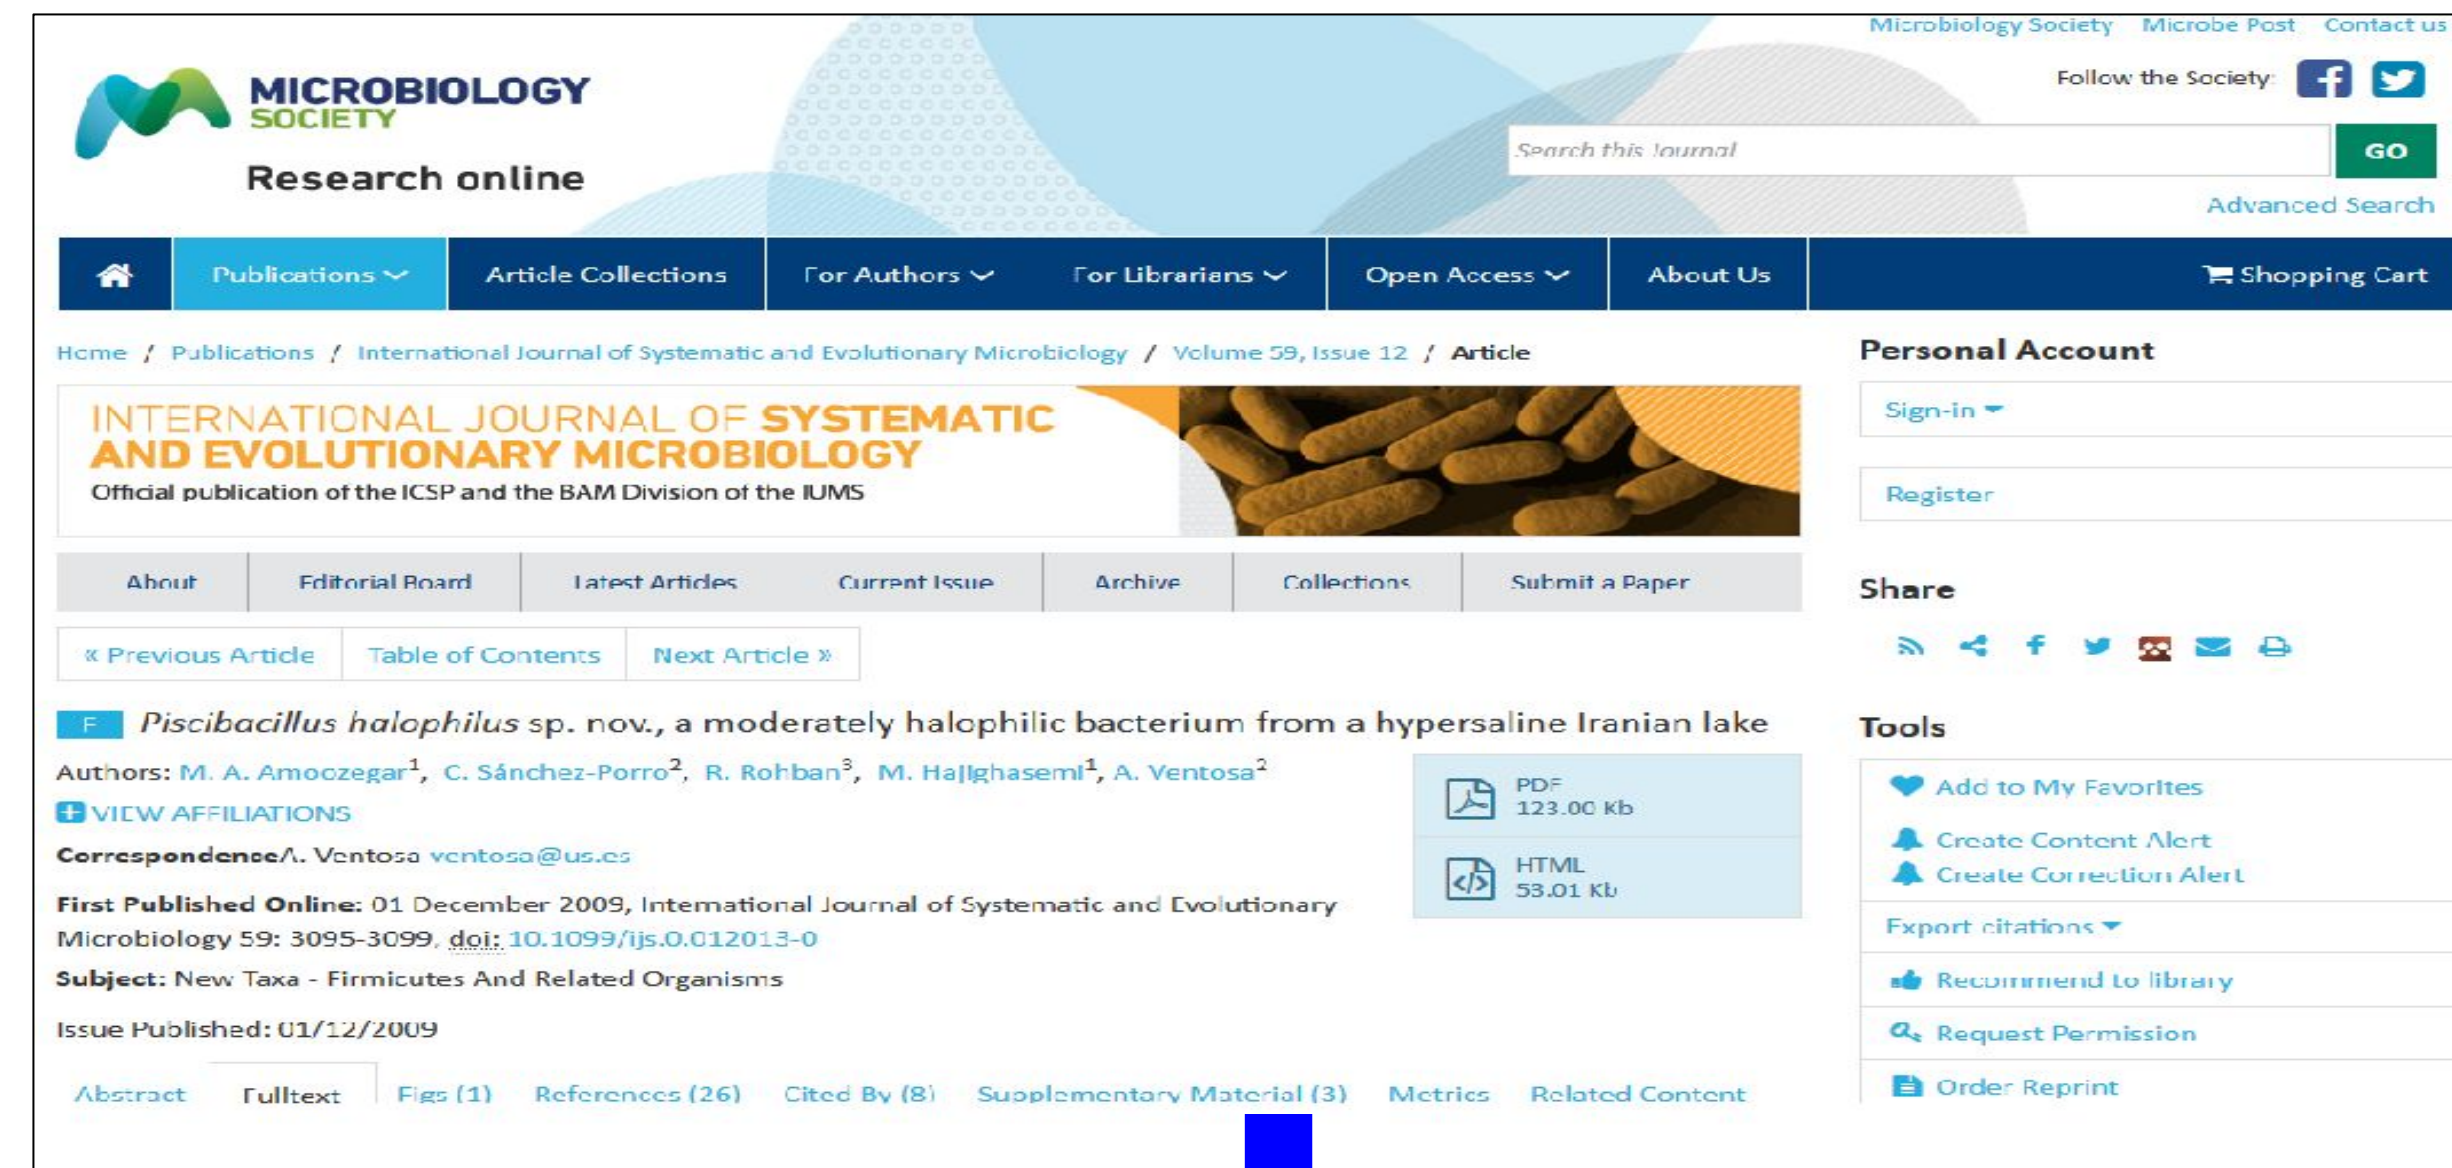 Microbiology Society Microbe Post Contact us
Follow the Society:
MICROBIOLOGY
SOCIETY
Research online
Search this Journal
GO
Advanced Search
Publications
Article Collections
For Authors
For Librarians
Open Access
About Us
Shopping Cart
Home / Publications / International Journal of Systematic and Evolutionary Microbiology / Volume 59, Issue 12 / Article
INTERNATIONAL JOURNAL OF SYSTEMATIC
AND EVOLUTIONARY MICROBIOLOGY
Official publication of the ICSP and the BAM Division of the IUMS
About
Editorial Board
Latest Articles
Current Issue
Archive
Collections
Submit a Paper
« Previous Article
Table of Contents
Next Article »
F Piscibacillus halophilus sp. nov., a moderately halophilic bacterium from a hypersaline Iranian lake
Authors: M. A. Amoozegar1, C. Sánchez-Porro2, R. Rohban3, M. Hajighasemi1, A. Ventosa2
VIEW AFFILIATIONS
CorrespondenceA. Ventosa ventosa@us.es
First Published Online: 01 December 2009, International Journal of Systematic and Evolutionary
Microbiology 59: 3095-3099, doi: 10.1099/ijs.0.012013-0
Subject: New Taxa - Firmicutes And Related Organisms
Issue Published: 01/12/2009
PDF
123.00 Kb
HTML
53.01 Kb
Abstract
Fulltext
Figs (1)
References (26)
Cited By (8)
Supplementary Material (3)
Metrics
Related Content
Personal Account
Sign-in
Register
Share
Tools
Add to My Favorites
Create Content Alert
Create Correction Alert
Export citations
Recommend to library
Request Permission
Order Reprint